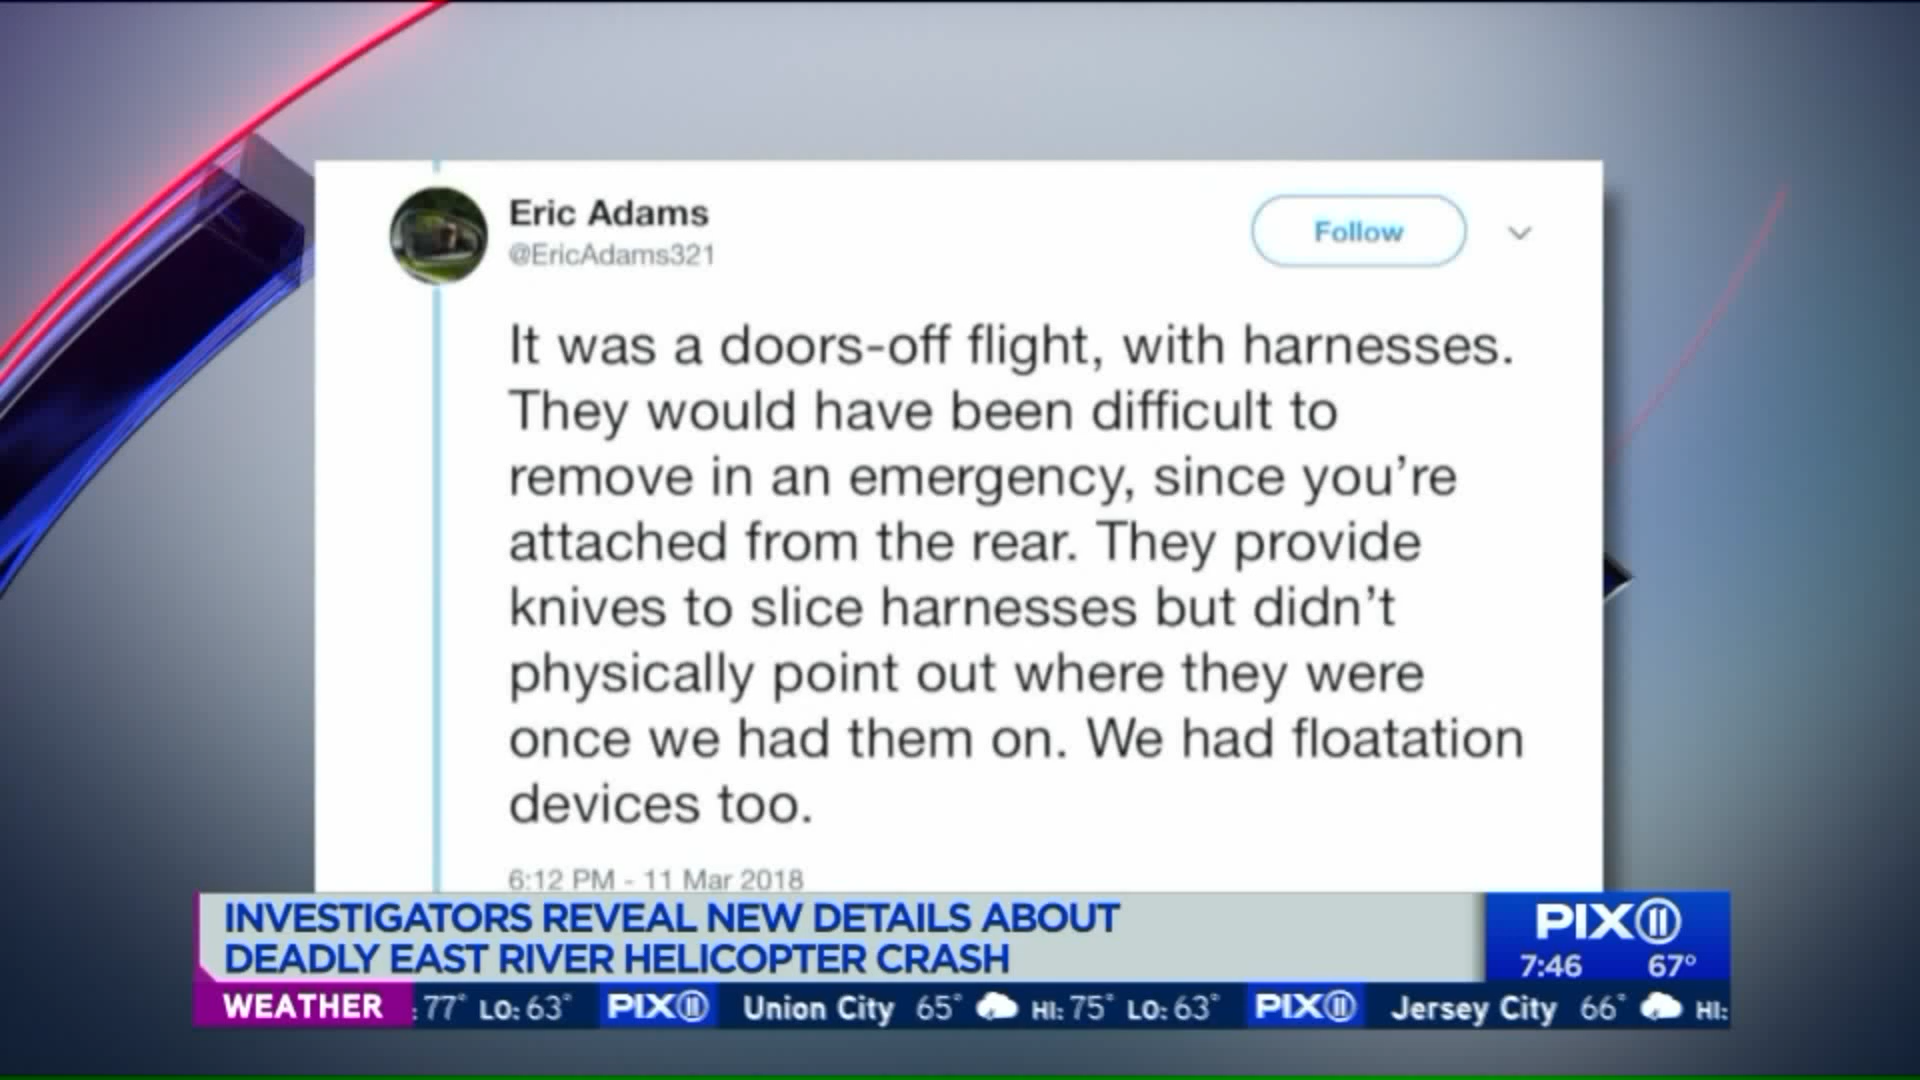 Eric Adams
@EricAdams321
Follow
It was a doors-off flight, with harnesses.
They would have been difficult to
remove in an emergency, since you’re
attached from the rear. They provide
knives to slice harnesses but didn’t
physically point out where they were
once we had them on. We had floatation
devices too.
6:12 PM - 11 Mar 2018
INVESTIGATORS REVEAL NEW DETAILS ABOUT
DEADLY EAST RIVER HELICOPTER CRASH
PIX11
7:46 67°
WEATHER : 77° LO: 63° PIX11 Union City 65° HI: 75° LO: 63° PIX11 Jersey City 66° HI: